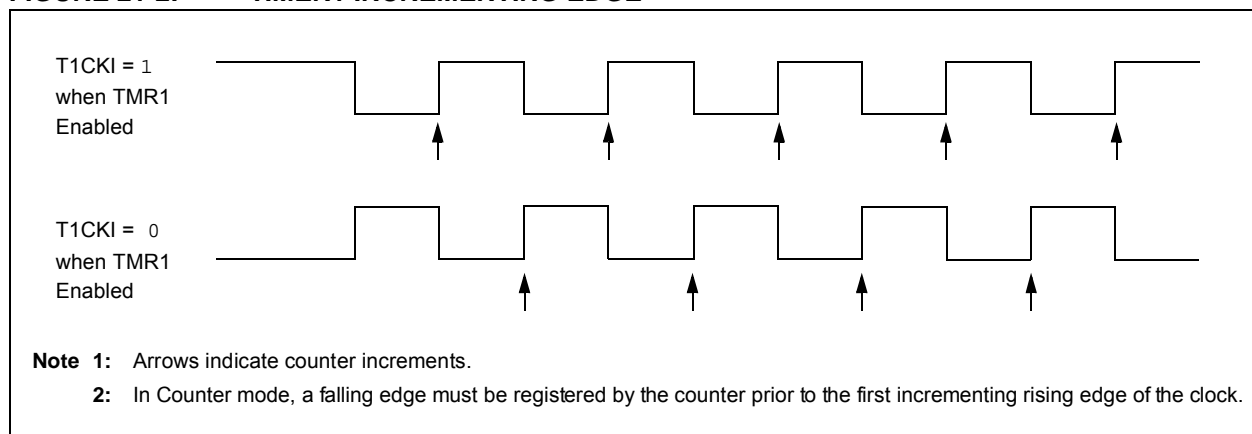 T1CKI = 1
when TMR1
Enabled
T1CKI = 0
when TMR1
Enabled
Note 1: Arrows indicate counter increments.
2: In Counter mode, a falling edge must be registered by the counter prior to the first incrementing rising edge of the clock.